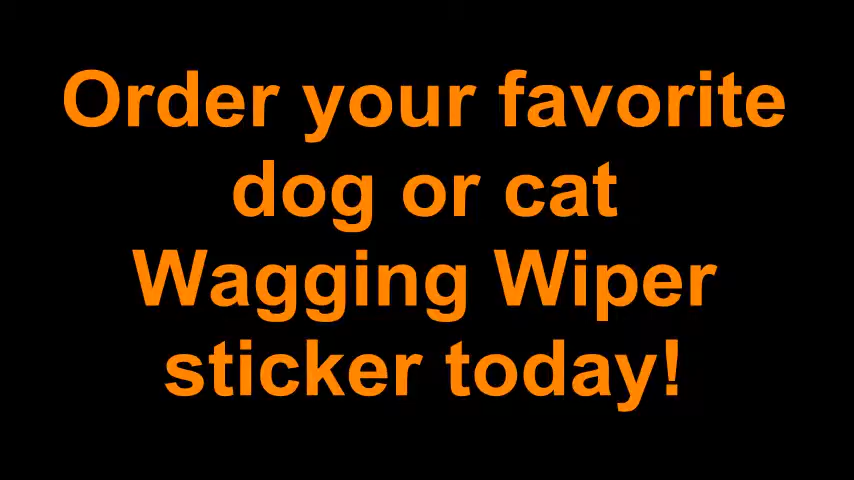 Order your favorite
dog or cat
Wagging Wiper
sticker today!